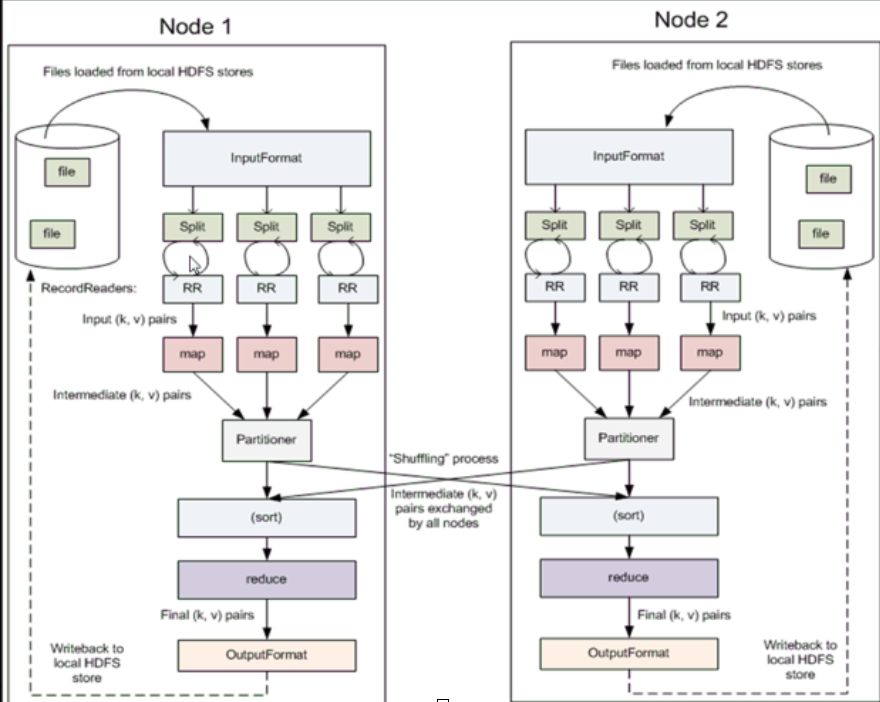 Node 1
Node 2
Files loaded from local HDFS stores
Files loaded from local HDFS stores
file
file
InputFormat
InputFormat
file
file
Split
Split
Split
Split
Split
Split
RecordReaders:
RR
RR
RR
RR
RR
RR
Input (k, v) pairs
Input (k, v) pairs
map
map
map
map
map
map
Intermediate (k, v) pairs
Intermediate (k, v) pairs
Partitioner
Partitioner
"Shuffling" process
Intermediate (k, v)
pairs exchanged
by all nodes
(sort)
(sort)
reduce
reduce
Final (k, v) pairs
Final (k, v) pairs
OutputFormat
OutputFormat
Writeback to
local HDFS
store
Writeback to
local HDFS
store